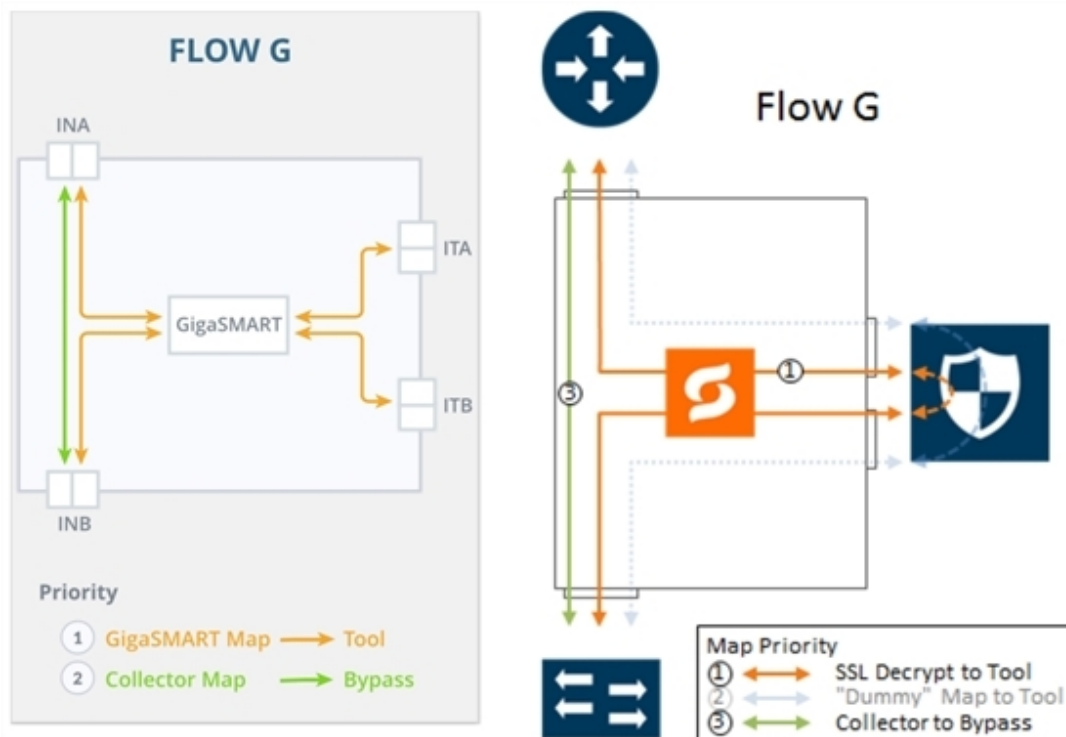 FLOW G
INA
ITA
GigaSMART
ITB
INB
Priority
1 GigaSMART Map Tool
2 Collector Map Bypass
Flow G
1
3
Map Priority
1 SSL Decrypt to Tool
2 "Dummy" Map to Tool
3 Collector to Bypass